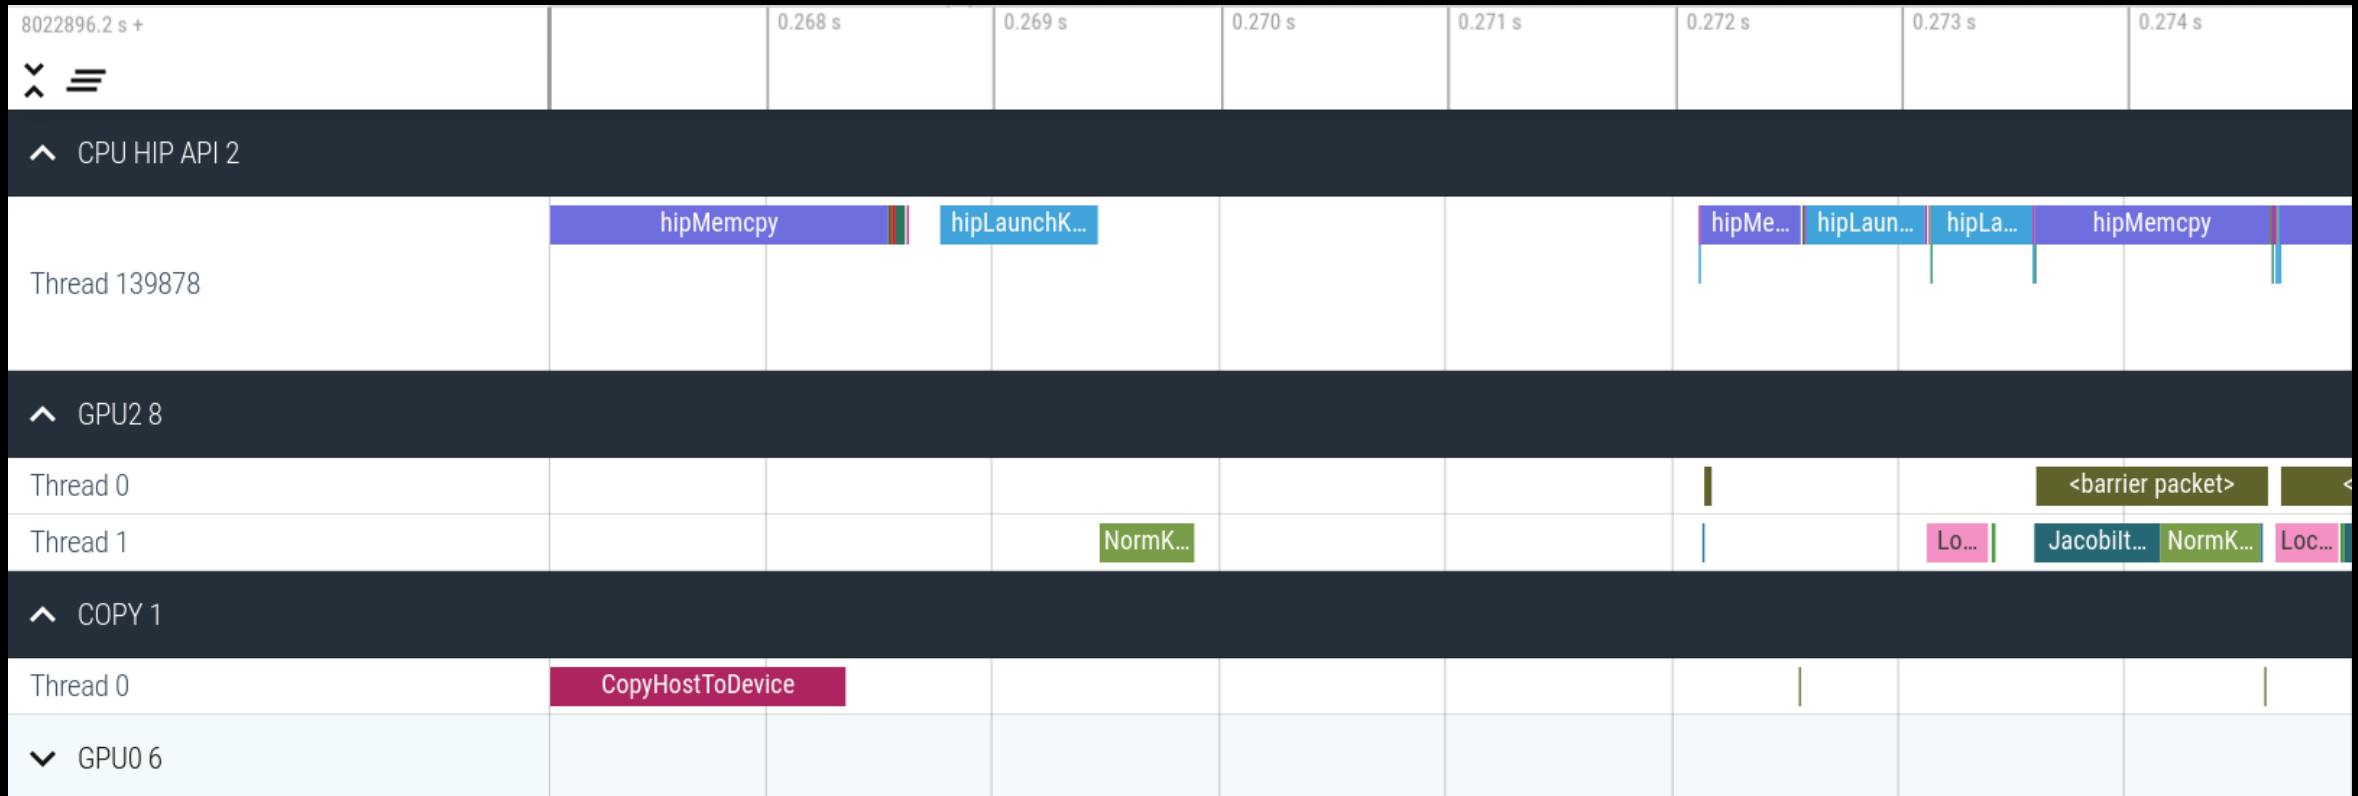 8022896.2 s + 0.268 s 0.269 s 0.270 s 0.271 s 0.272 s 0.273 s 0.274 s
CPU HIP API 2
hipMemcpy hipLaunchK... hipMe... hipLaun... hipLa... hipMemcpy
Thread 139878
GPU2 8
Thread 0 <barrier packet> <
Thread 1 NormK... Lo... Jacobilt... NormK... Loc...
COPY 1
Thread 0 CopyHostToDevice
GPU0 6